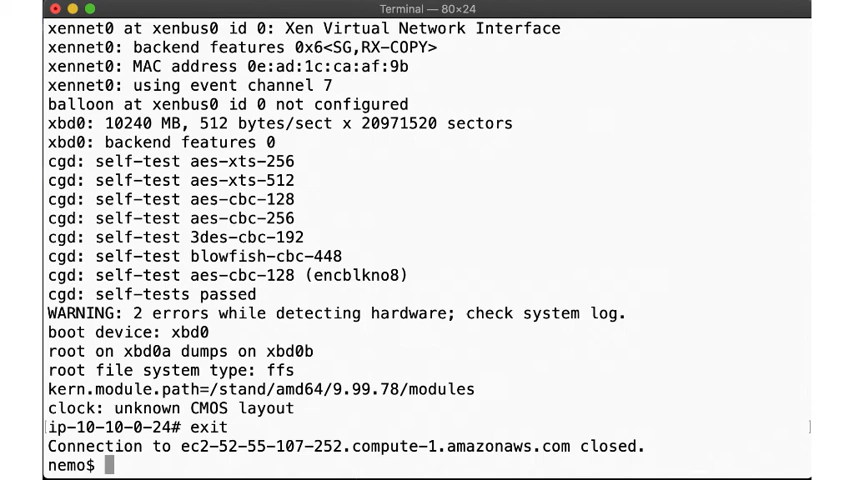 Terminal — 80×24
xennet0 at xenbus0 id 0: Xen Virtual Network Interface
xennet0: backend features 0x6<SG,RX-COPY>
xennet0: MAC address 0e:ad:1c:ca:af:9b
xennet0: using event channel 7
balloon at xenbus0 id 0 not configured
xbd0: 10240 MB, 512 bytes/sect x 20971520 sectors
xbd0: backend features 0
cgd: self-test aes-xts-256
cgd: self-test aes-xts-512
cgd: self-test aes-cbc-128
cgd: self-test aes-cbc-256
cgd: self-test 3des-cbc-192
cgd: self-test blowfish-cbc-448
cgd: self-test aes-cbc-128 (encblkno8)
cgd: self-tests passed
WARNING: 2 errors while detecting hardware; check system log.
boot device: xbd0
root on xbd0a dumps on xbd0b
root file system type: ffs
kern.module.path=/stand/amd64/9.99.78/modules
clock: unknown CMOS layout
ip-10-10-0-24# exit
Connection to ec2-52-55-107-252.compute-1.amazonaws.com closed.
nemo$